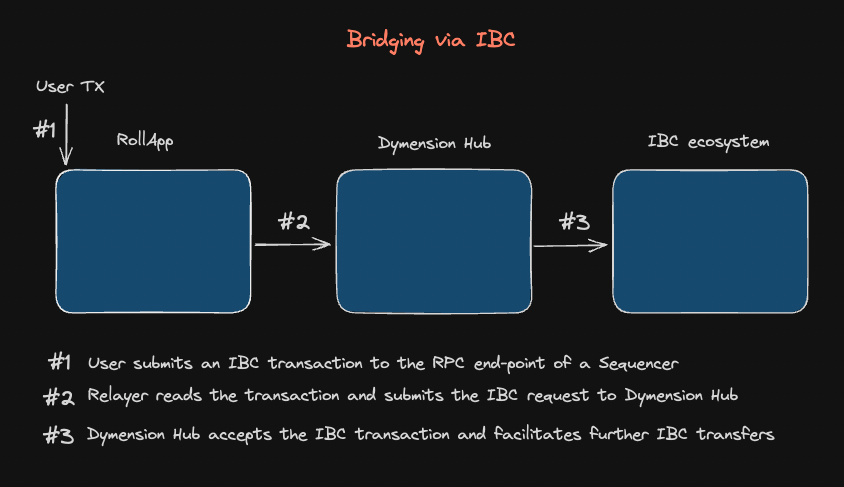 Bridging via IBC
User TX
#1
RollApp
Dymension Hub
IBC ecosystem
#2
#3
#1 User submits an IBC transaction to the RPC end-point of a Sequencer
#2 Relayer reads the transaction and submits the IBC request to Dymension Hub
#3 Dymension Hub accepts the IBC transaction and facilitates further IBC transfers